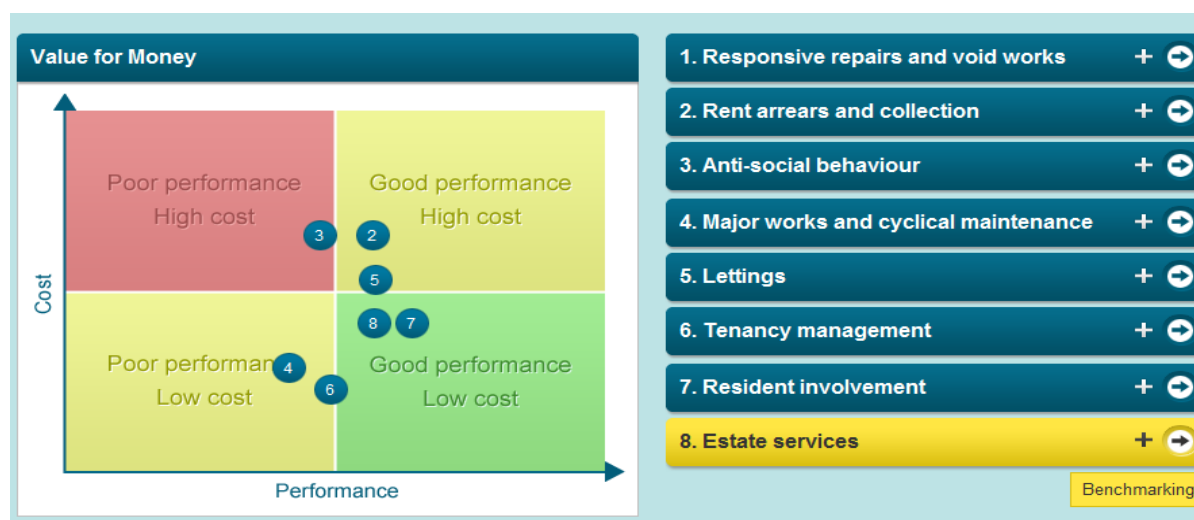 Value for Money
Poor performance
High cost
Good performance
High cost
3
2
5
8
7
Cost
Poor performan
4
Low cost
6
Good performance
Low cost
Performance
1. Responsive repairs and void works
2. Rent arrears and collection
3. Anti-social behaviour
4. Major works and cyclical maintenance
5. Lettings
6. Tenancy management
7. Resident involvement
8. Estate services
Benchmarking